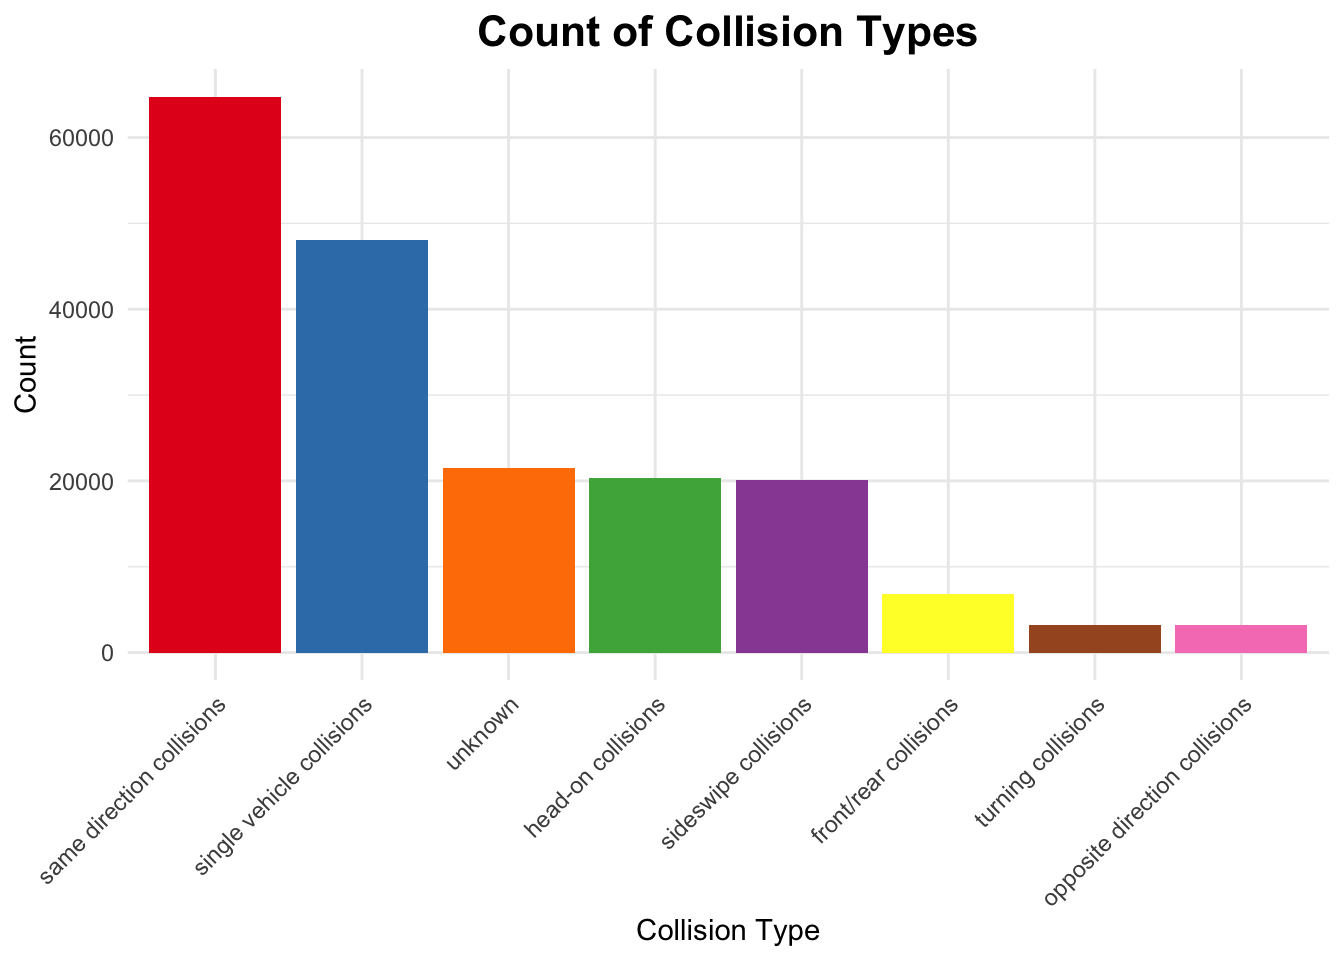 Count of Collision Types
Count
60000
40000
20000
0
same direction collisions
single vehicle collisions
unknown
head-on collisions
sideswipe collisions
front/rear collisions
turning collisions
opposite direction collisions
Collision Type